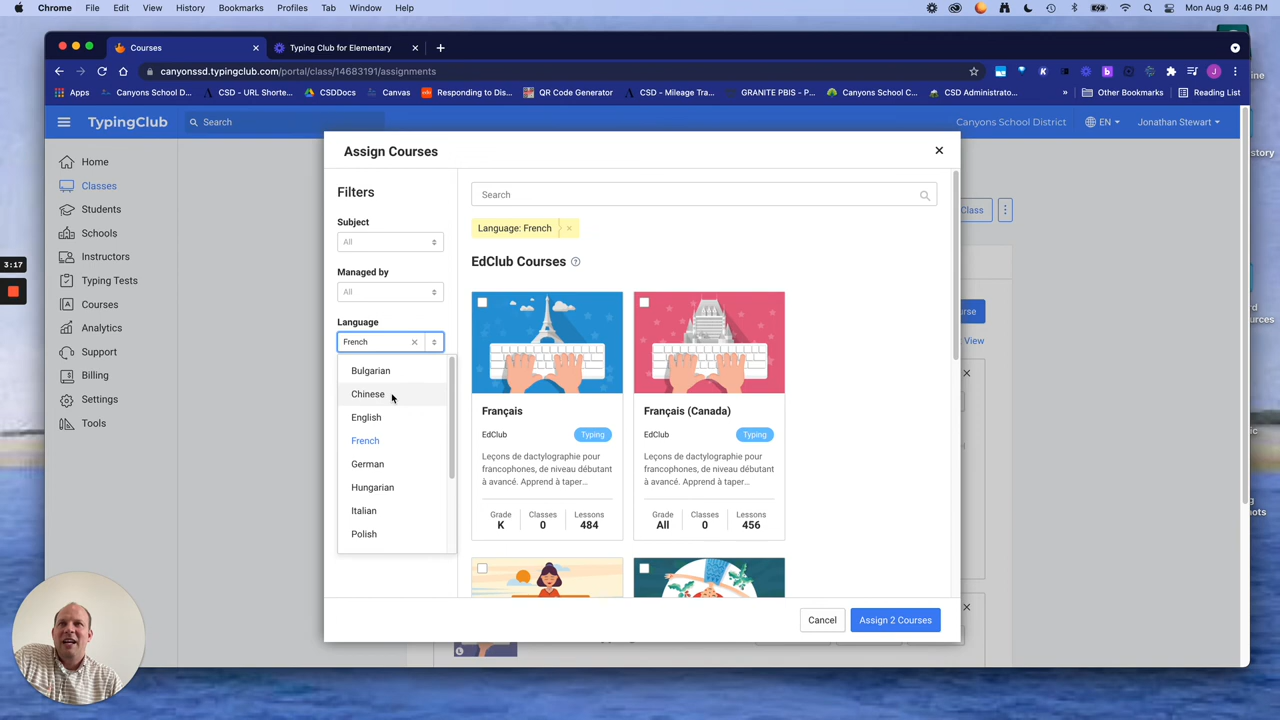 Chrome File Edit View History Bookmarks Profiles Tab Window Help Mon Aug 9 4:46 PM
Courses Typing Club for Elementary
canyonssd.typingclub.com/portal/class/14683191/assignments
Apps Canyons School D... CSD - URL Shorte... CSDDocs Canvas Responding to Dis... QR Code Generator CSD - Mileage Tra... GRANITE PBIS - P... Canyons School C... CSD Administrato... » Other Bookmarks Reading List
TypingClub Search Canyons School District EN Jonathan Stewart
Home
Classes
Students
Schools
Instructors
Typing Tests
Courses
Analytics
Support
Billing
Settings
Tools
3:17
Assign Courses
Filters
Subject
All
Managed by
All
Language
French
Bulgarian
Chinese
English
French
German
Hungarian
Italian
Polish
Search
Language: French
EdClub Courses
Français
EdClub Typing
Leçons de dactylographie pour
francophones, de niveau débutant
à avancé. Apprend à taper...
Grade Classes Lessons
K 0 484
Français (Canada)
EdClub Typing
Leçons de dactylographie pour
francophones, de niveau débutant
à avancé. Apprend à taper...
Grade Classes Lessons
All 0 456
Cancel Assign 2 Courses
Class
View